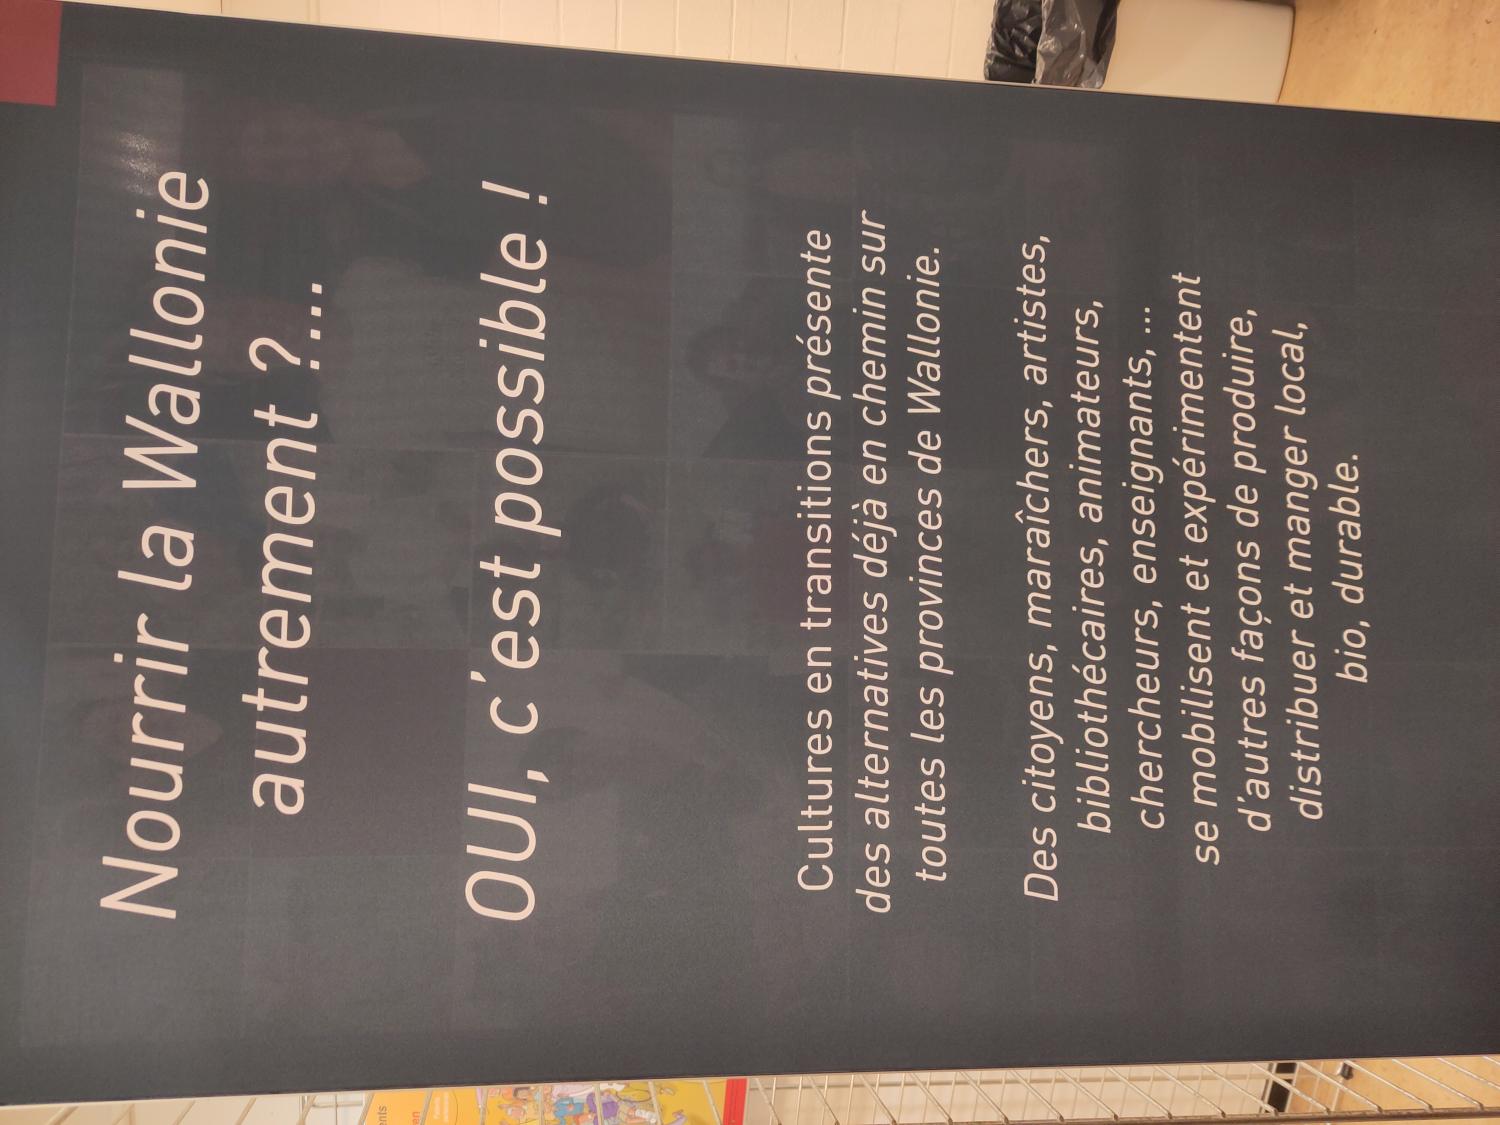 Nourrir la Wallonie
autrement ?...
OUI, c'est possible !
Cultures en transitions présente
des alternatives déjà en chemin sur
toutes les provinces de Wallonie.
Des citoyens, maraîchers, artistes,
bibliothécaires, animateurs,
chercheurs, enseignants, ...
se mobilisent et expérimentent
d'autres façons de produire,
distribuer et manger local,
bio, durable.